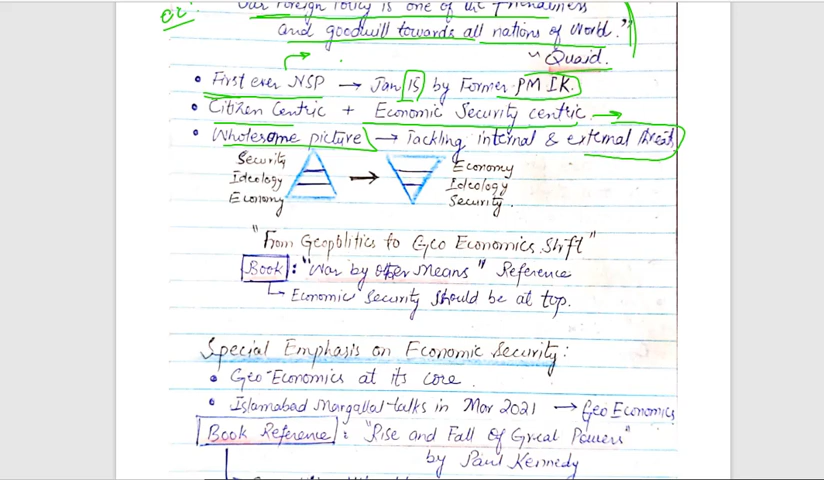 "Our Foreign Policy is one of the Friendliness
and goodwill towards all nations of World."
~ Quaid.
• First ever NSP → Jan 15 by Former PM IK.
• Citizen Centric + Economic Security centric →
• Wholesome picture → Tackling internal & external threats
Security
Ideology
Economy
→
Economy
Ideology
Security.
"From Geopolitics to Geo Economics Shift"
Book : "War by other Means" Reference
↳ Economic Security should be at top.
Special Emphasis on Economic Security:
• Geo-Economics at its core.
• Islamabad Margallal talks in Mar 2021 → Geo Economics
Book Reference : "Rise and Fall of Great Powers"
by Paul Kennedy